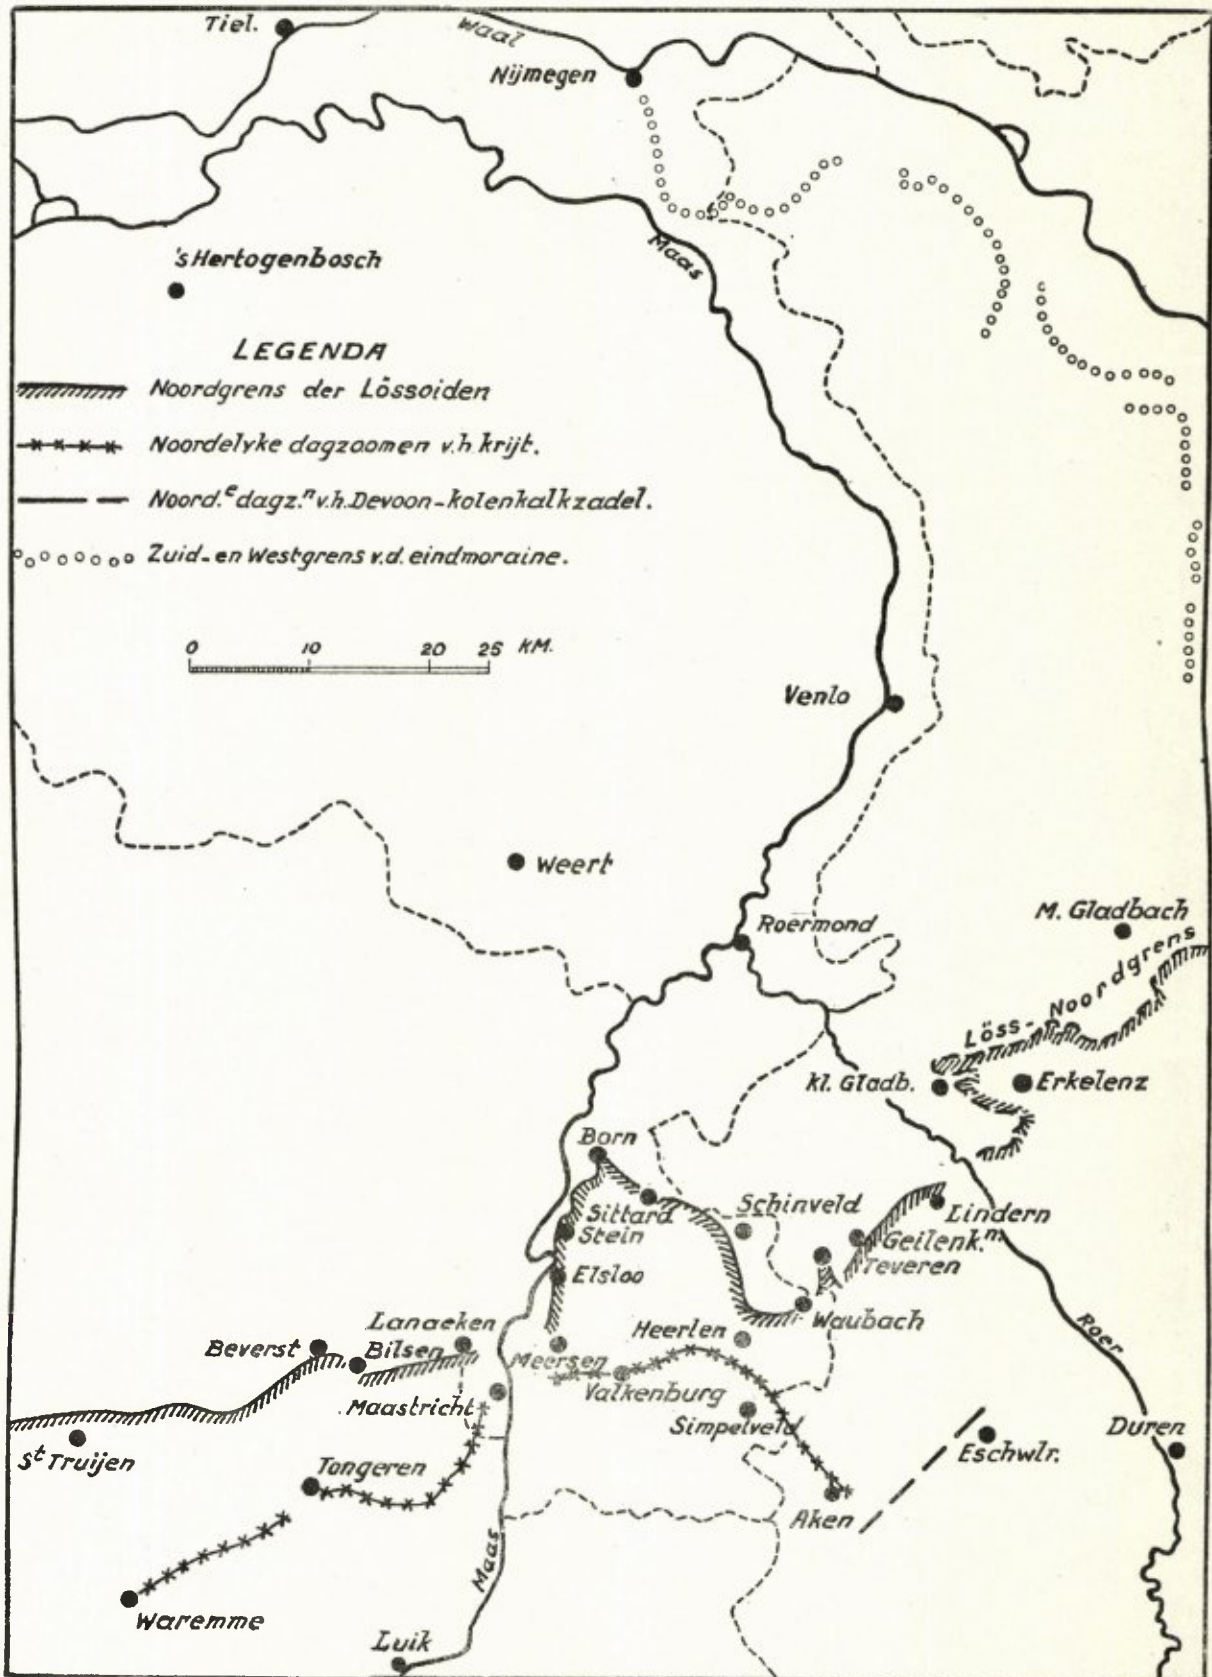 Tiel.
Waal
Nijmegen
Maas
'sHertogenbosch
LEGENDA
Noordgrens der Lössoiden
Noordelyke dagzoomen v.h. krijt.
Noord.e dagz.n v.h. Devoon-kolenkalkzadel.
Zuid- en Westgrens v.d. eindmoraine.
0 10 20 25 KM.
Venlo
Weert
Roermond
M. Gladbach
Löss- Noordgrens
kl. Gladb.
Erkelenz
Born
Sittard
Schinveld
Lindern
Stein
Geilenk.n.
Teveren
Elsloo
Waubach
Lanaeken
Heerlen
Roer
Beverst
Bilsen
Meersen
Valkenburg
Maastricht
Simpelveld
Duren
St Truijen
Eschwlr.
Tongeren
Aken
Maas
Waremme
Luik